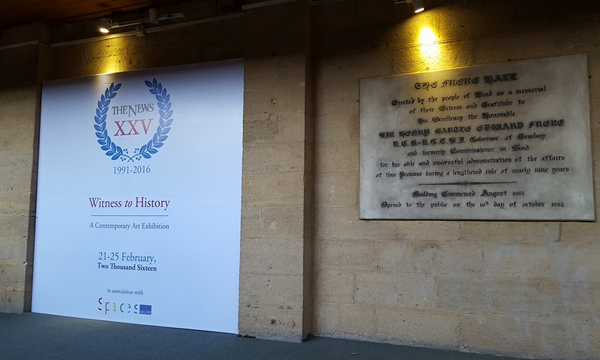 THE NEWS
XXV
1991-2016
Witness to History
A Contemporary Art Exhibition
21-25 February,
Two Thousand Sixteen
in association with
spaces
THE FRERE HALL
Erected by the people of Sind as a memorial
of their Esteem and Gratitude to
His Excellency the Honorable
SIR HENRY BARTLE EDWARD FRERE
K.C.B-R.G.S.S.I. Governor of Bombay
and formerly Commissioner in Sind
for his able and successful administration of the affairs
of this Province during a lengthened rule of nearly nine years
Building Commenced August
Opened to the public on the 10th day of October